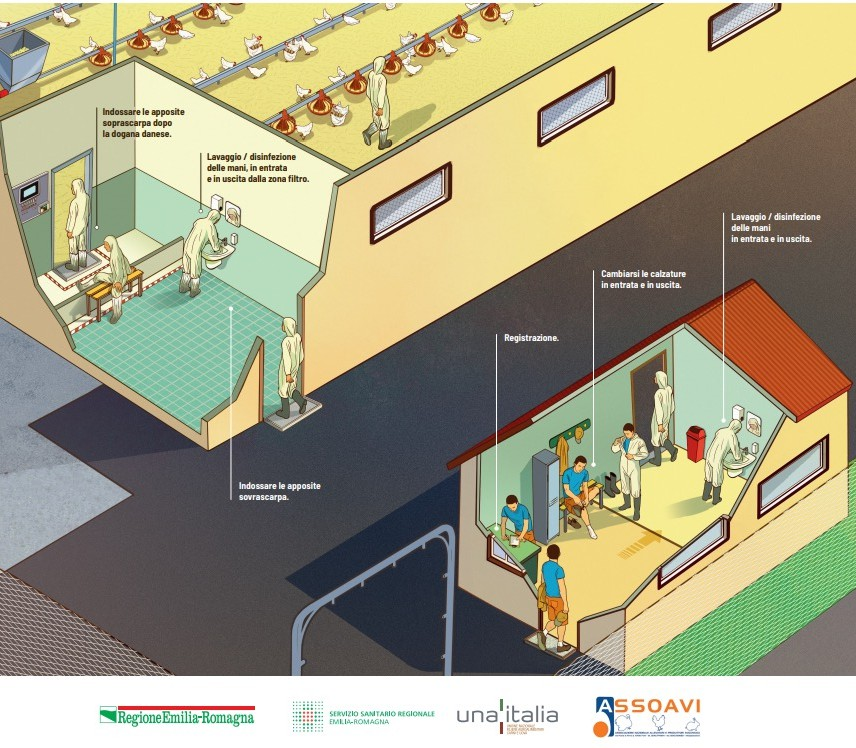 Indossare le apposite
soprascarpa dopo
la dogana danese.
Lavaggio / disinfezione
delle mani, in entrata
e in uscita dalla zona filtro.
Lavaggio / disinfezione
delle mani
in entrata e in uscita.
Cambiarsi le calzature
in entrata e in uscita.
Registrazione.
Indossare le apposite
sovrascarpa.
RegioneEmilia-Romagna
SERVIZIO SANITARIO REGIONALE
EMILIA-ROMAGNA
unaitalia
ASSOAVI